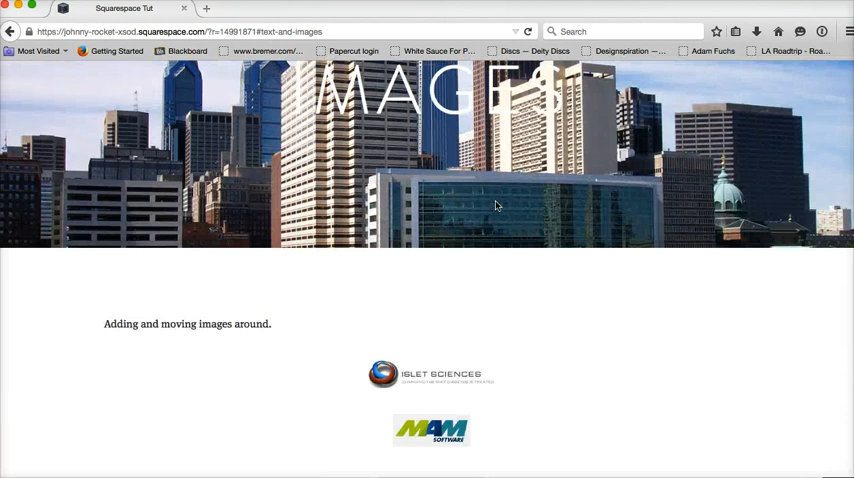 Squarespace Tut
https://johnny-rocket-xsod.squarespace.com/?r=14991871#text-and-images
Search
Most Visited
Getting Started
Blackboard
www.bremer.com/...
Papercut login
White Sauce For P...
Discs — Deity Discs
Designspiration —...
Adam Fuchs
LA Roadtrip - Roa...
IMAGES
Adding and moving images around.
ISLET SCIENCES
MAM
SOFTWARE